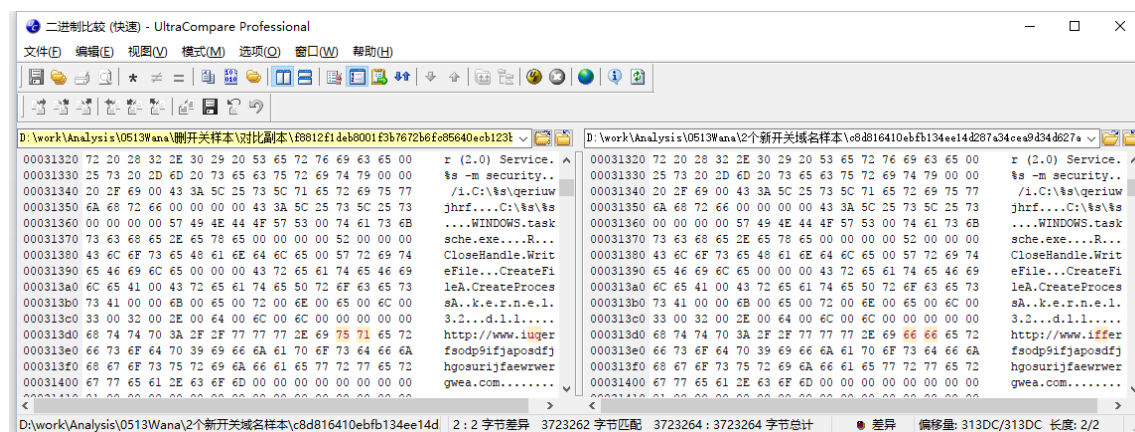 二进制比较 (快速) - UltraCompare Professional
文件(F) 编辑(E) 视图(V) 模式(M) 选项(O) 窗口(W) 帮助(H)
D:\work\Analysis\0513Wana\删开关样本\对比副本\f8812f1deb8001f3b7672b6fc85640ecb123b D:\work\Analysis\0513Wana\2个新开关域名样本\c8d816410ebfb134ee14d287a34cea9d34d627a
00031320 72 20 28 32 2E 30 29 20 53 65 72 76 69 63 65 00 r (2.0) Service. 00031320 72 20 28 32 2E 30 29 20 53 65 72 76 69 63 65 00 r (2.0) Service.
00031330 25 73 20 2D 6D 20 73 65 63 75 72 69 74 79 00 00 %s -m security.. 00031330 25 73 20 2D 6D 20 73 65 63 75 72 69 74 79 00 00 %s -m security..
00031340 20 2F 69 00 43 3A 5C 25 73 5C 71 65 72 69 75 77 /i.C:\%s\qeriuw 00031340 20 2F 69 00 43 3A 5C 25 73 5C 71 65 72 69 75 77 /i.C:\%s\qeriuw
00031350 6A 68 72 66 00 00 00 00 43 3A 5C 25 73 5C 25 73 jhrf....C:\%s\%s 00031350 6A 68 72 66 00 00 00 00 43 3A 5C 25 73 5C 25 73 jhrf....C:\%s\%s
00031360 00 00 00 00 57 49 4E 44 4F 57 53 00 74 61 73 6B ....WINDOWS.task 00031360 00 00 00 00 57 49 4E 44 4F 57 53 00 74 61 73 6B ....WINDOWS.task
00031370 73 63 68 65 2E 65 78 65 00 00 00 00 52 00 00 00 sche.exe....R... 00031370 73 63 68 65 2E 65 78 65 00 00 00 00 52 00 00 00 sche.exe....R...
00031380 43 6C 6F 73 65 48 61 6E 64 6C 65 00 57 72 69 74 CloseHandle.Writ 00031380 43 6C 6F 73 65 48 61 6E 64 6C 65 00 57 72 69 74 CloseHandle.Writ
00031390 65 46 69 6C 65 00 00 00 43 72 65 61 74 65 46 69 eFile...CreateFi 00031390 65 46 69 6C 65 00 00 00 43 72 65 61 74 65 46 69 eFile...CreateFi
000313a0 6C 65 41 00 43 72 65 61 74 65 50 72 6F 63 65 73 leA.CreateProces 000313a0 6C 65 41 00 43 72 65 61 74 65 50 72 6F 63 65 73 leA.CreateProces
000313b0 73 41 00 00 6B 00 65 00 72 00 6E 00 65 00 6C 00 sA..k.e.r.n.e.l. 000313b0 73 41 00 00 6B 00 65 00 72 00 6E 00 65 00 6C 00 sA..k.e.r.n.e.l.
000313c0 33 00 32 00 2E 00 64 00 6C 00 6C 00 00 00 00 00 3.2...d.l.l..... 000313c0 33 00 32 00 2E 00 64 00 6C 00 6C 00 00 00 00 00 3.2...d.l.l.....
000313d0 68 74 74 70 3A 2F 2F 77 77 77 2E 69 75 71 65 72 http://www.iuqer 000313d0 68 74 74 70 3A 2F 2F 77 77 77 2E 69 66 66 65 72 http://www.iffer
000313e0 66 73 6F 64 70 39 69 66 6A 61 70 6F 73 64 66 6A fsodp9ifjaposdfj 000313e0 66 73 6F 64 70 39 69 66 6A 61 70 6F 73 64 66 6A fsodp9ifjaposdfj
000313f0 68 67 6F 73 75 72 69 6A 66 61 65 77 72 77 65 72 hgosurijfaewrwer 000313f0 68 67 6F 73 75 72 69 6A 66 61 65 77 72 77 65 72 hgosurijfaewrwer
00031400 67 77 65 61 2E 63 6F 6D 00 00 00 00 00 00 00 00 gwea.com........ 00031400 67 77 65 61 2E 63 6F 6D 00 00 00 00 00 00 00 00 gwea.com........
D:\work\Analysis\0513Wana\2个新开关域名样本\c8d816410ebfb134ee14d 2 : 2 字节差异 3723262 字节匹配 3723264 : 3723264 字节总计 差异 偏移量: 313DC/313DC 长度: 2/2